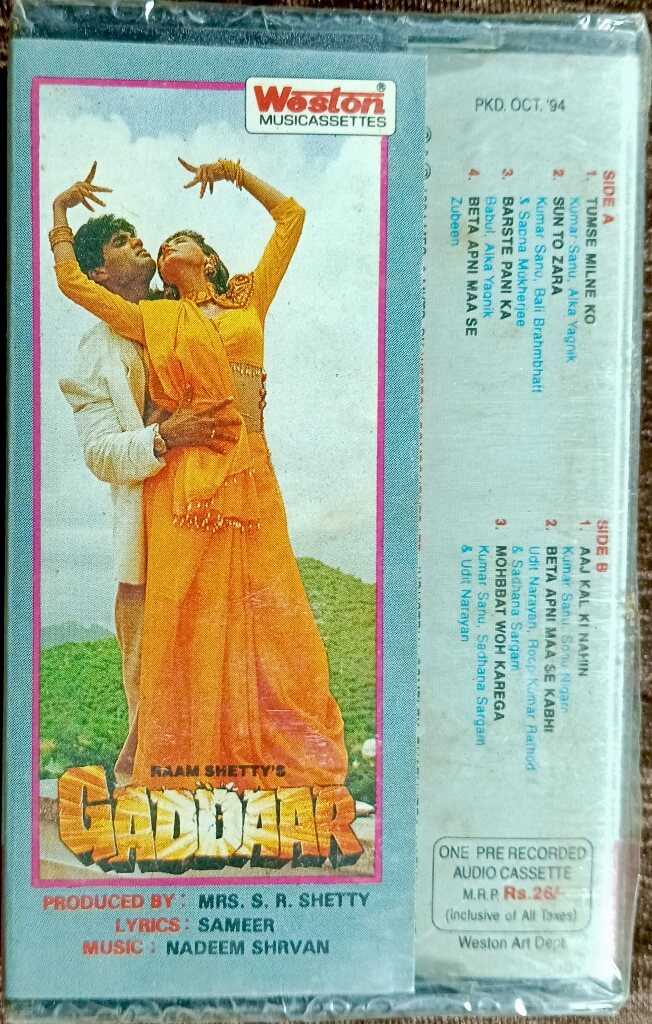 Weston®
MUSICASSETTES
RAAM SHETTY'S
GADDAAR
PRODUCED BY : MRS. S. R. SHETTY
LYRICS : SAMEER
MUSIC : NADEEM SHRVAN
PKD. OCT. '94
SIDE A
1. TUMSE MILNE KO
Kumar Sanu, Alka Yagnik
2. SUN TO ZARA
Kumar Sanu, Bali Brahmbhatt
& Sapna Mukherjee
3. BARSTE PANI KA
Babul, Alka Yagnik
4. BETA APNI MAA SE
Zubeen
SIDE B
1. AAJ KAL KI NAHIN
Kumar Sanu, Sonu Nigam
2. BETA APNI MAA SE KABHI
Udit Narayan, Roop Kumar Rathod
& Sadhana Sargam
3. MOHBBAT WOH KAREGA
Kumar Sanu, Sadhana Sargam
& Udit Narayan
ONE PRE RECORDED
AUDIO CASSETTE
M.R.P. Rs.26/-
(Inclusive of All Taxes)
Weston Art Dept.